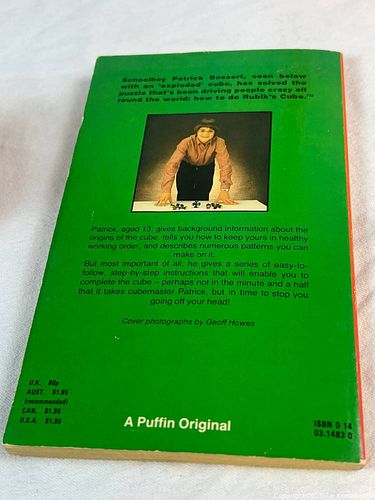 Schoolboy Patrick Bossert, seen below
with an 'exploded' cube, has solved the
puzzle that's been driving people crazy all
round the world: how to do Rubik's Cube.™
Patrick, aged 13 gives background information about the
origins of the cube, tells you how to keep yours in healthy
working order, and describes numerous patterns you can
make on it.
But most important of all, he gives a series of easy-to-
follow, step-by-step instructions that will enable you to
complete the cube – perhaps not in the minute and a half
that it takes cubemaster Patrick, but in time to stop you
going off your head!
Cover photographs by Geoff Howes
U.K. 80p
AUST. $1.95
(recommended)
CAN. $1.95
U.S.A. $1.95
A Puffin Original
ISBN 0 14
03.1483 0